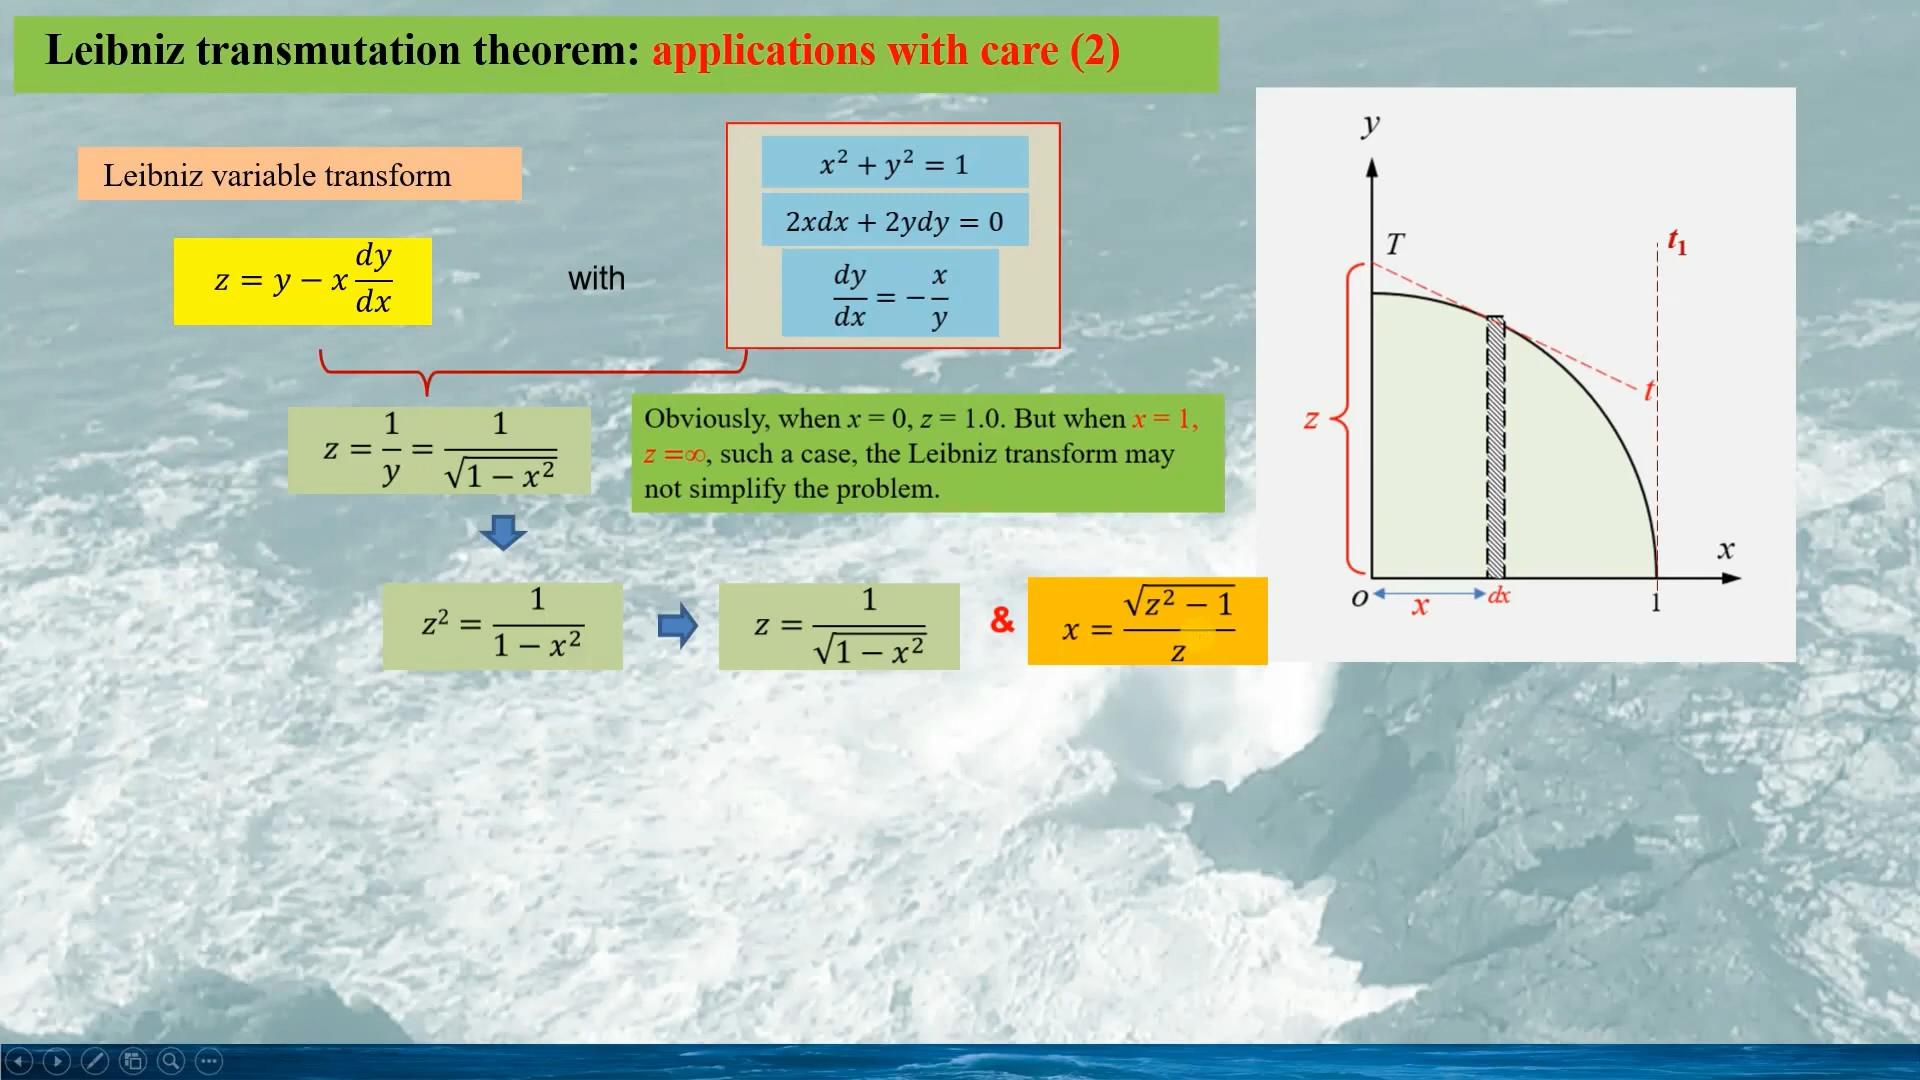 Leibniz transmutation theorem: applications with care (2)
Leibniz variable transform
z = y − x dy/dx
with
x² + y² = 1
2xdx + 2ydy = 0
dy/dx = − x/y
z = 1/y = 1/√(1 − x²)
Obviously, when x = 0, z = 1.0. But when x = 1,
z =∞, such a case, the Leibniz transform may
not simplify the problem.
z² = 1/(1 − x²)
z = 1/√(1 − x²)
&
x = √(z² − 1)/z
y
T
t₁
t
z
x
o
x
dx
1